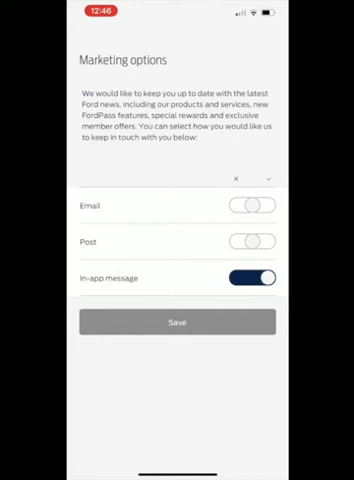 12:46
Marketing options
We would like to keep you up to date with the latest
Ford news, including our products and services, new
FordPass features, special rewards and exclusive
member offers. You can select how you would like us
to keep in touch with you below:
Email
Post
In-app message
Save